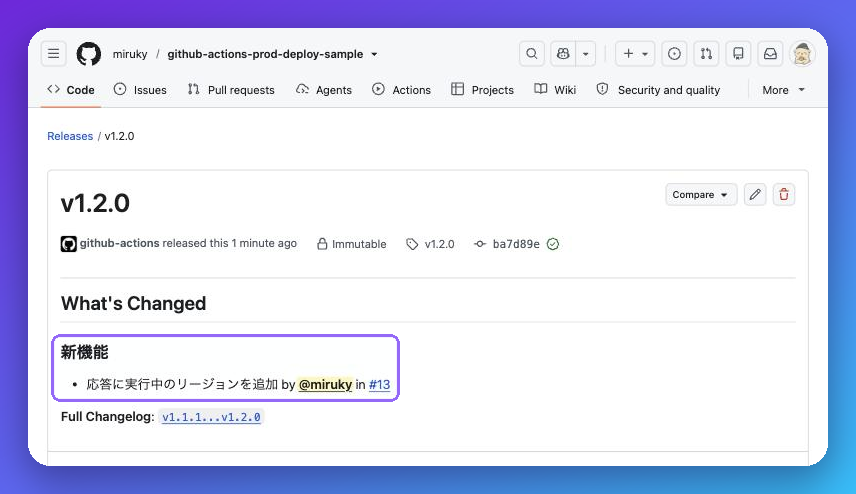 miruky / github-actions-prod-deploy-sample
Code Issues Pull requests Agents Actions Projects Wiki Security and quality More
Releases / v1.2.0
v1.2.0
Compare
github-actions released this 1 minute ago Immutable v1.2.0 ba7d89e
What's Changed
新機能
• 応答に実行中のリージョンを追加 by @miruky in #13
Full Changelog: v1.1.1...v1.2.0